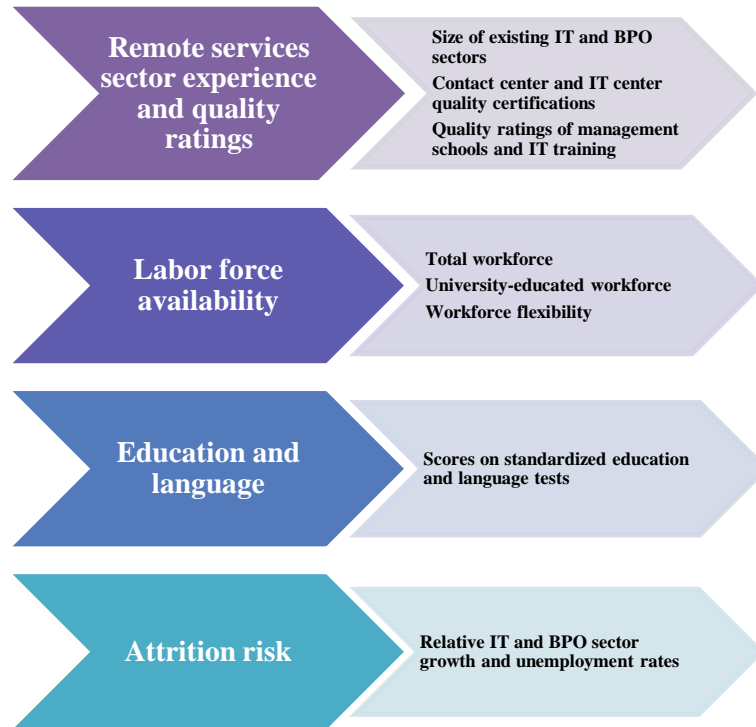 Remote services
sector experience
and quality
ratings
Size of existing IT and BPO
sectors
Contact center and IT center
quality certifications
Quality ratings of management
schools and IT training
Labor force
availability
Total workforce
University-educated workforce
Workforce flexibility
Education and
language
Scores on standardized education
and language tests
Attrition risk
Relative IT and BPO sector
growth and unemployment rates